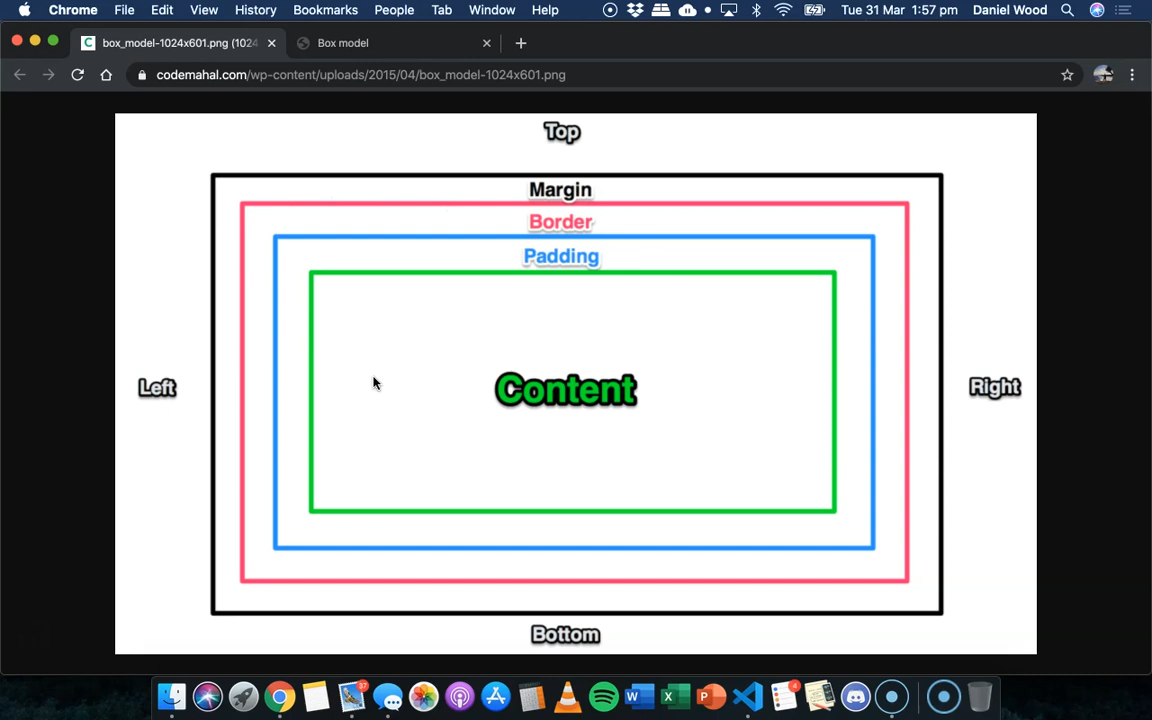 Chrome File Edit View History Bookmarks People Tab Window Help Tue 31 Mar 1:57 pm Daniel Wood
box_model-1024x601.png (1024 Box model
codemahal.com/wp-content/uploads/2015/04/box_model-1024x601.png
Top
Margin
Border
Padding
Left Content Right
Bottom
37 4